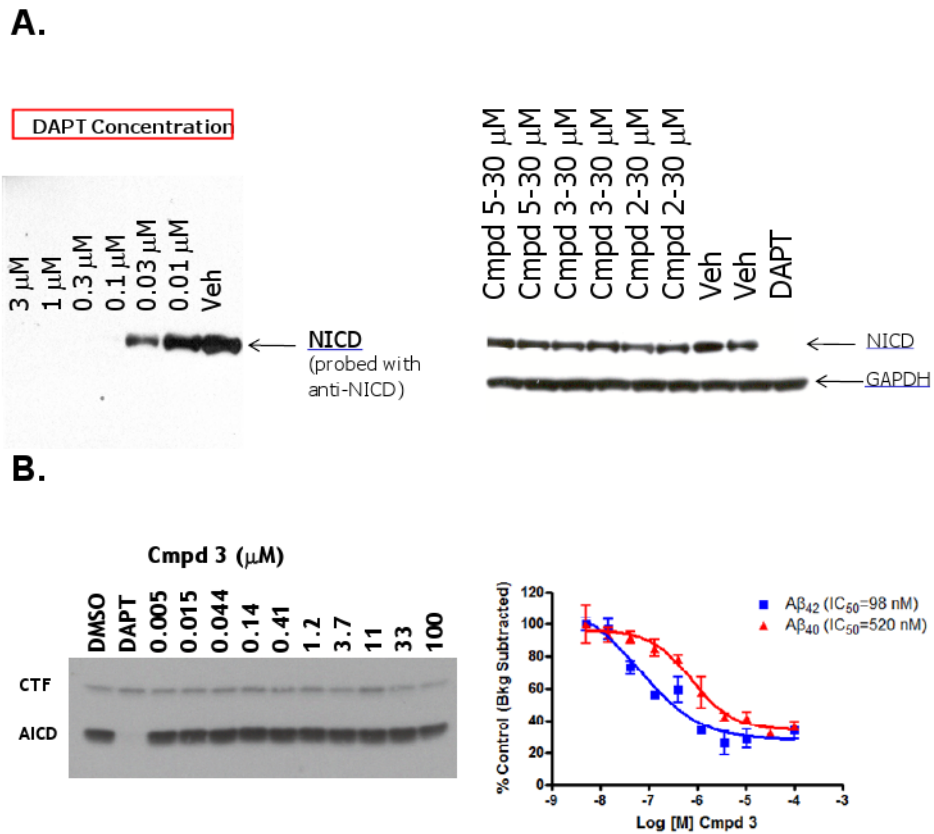 A.
DAPT Concentration
3 μM
1 μM
0.3 μM
0.1 μM
0.03 μM
0.01 μM
Veh
NICD
(probed with
anti-NICD)
Cmpd 5-30 μM
Cmpd 5-30 μM
Cmpd 3-30 μM
Cmpd 3-30 μM
Cmpd 2-30 μM
Cmpd 2-30 μM
Veh
Veh
DAPT
NICD
GAPDH
B.
Cmpd 3 (μM)
DMSO
DAPT
0.005
0.015
0.044
0.14
0.41
1.2
3.7
11
33
100
CTF
AICD
% Control (Bkg Subtracted)
120
100
80
60
40
20
0
-9 -8 -7 -6 -5 -4 -3
Log [M] Cmpd 3
Aβ42 (IC50=98 nM)
Aβ40 (IC50=520 nM)